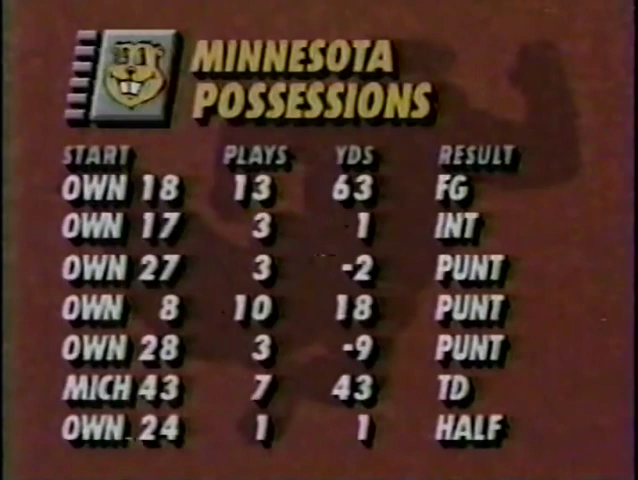 MINNESOTA
POSSESSIONS
START PLAYS YDS RESULT
OWN 18 13 63 FG
OWN 17 3 1 INT
OWN 27 3 -2 PUNT
OWN 8 10 18 PUNT
OWN 28 3 -9 PUNT
MICH 43 7 43 TD
OWN 24 1 1 HALF